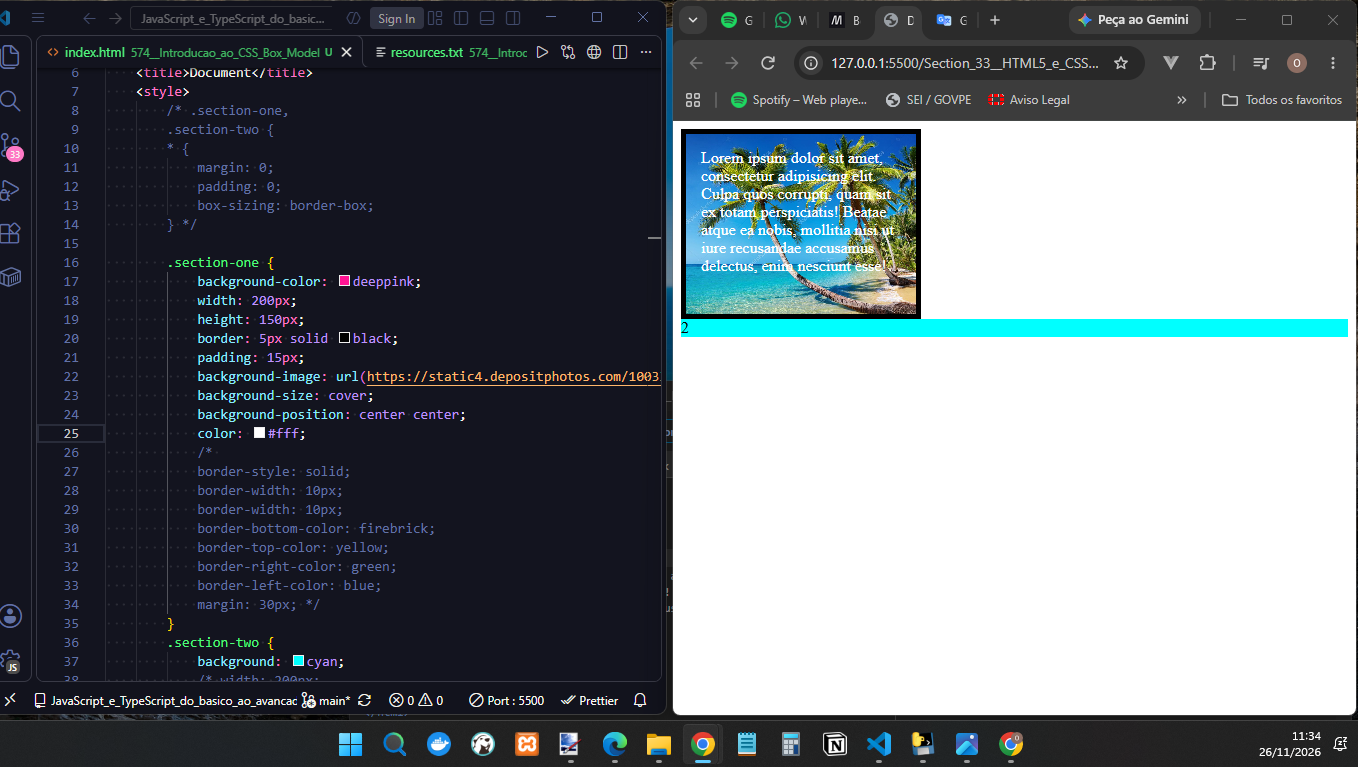 JavaScript_e_TypeScript_do_basic...
Sign In
index.html 574__Introducao_ao_CSS_Box_Model U
resources.txt 574__Introc
6 <title>Document</title>
7 <style>
8 /* .section-one,
9 .section-two {
10 * {
11 margin: 0;
12 padding: 0;
13 box-sizing: border-box;
14 } */
15
16 .section-one {
17 background-color: deeppink;
18 width: 200px;
19 height: 150px;
20 border: 5px solid black;
21 padding: 15px;
22 background-image: url(https://static4.depositphotos.com/1003
23 background-size: cover;
24 background-position: center center;
25 color: #fff;
26 /*
27 border-style: solid;
28 border-width: 10px;
29 border-width: 10px;
30 border-bottom-color: firebrick;
31 border-top-color: yellow;
32 border-right-color: green;
33 border-left-color: blue;
34 margin: 30px; */
35 }
36 .section-two {
37 background: cyan;
38 /* width: 200px;
33
JS
JavaScript_e_TypeScript_do_basico_ao_avancac main* 0 0 Port : 5500 Prettier
G
B
D
G
Peça ao Gemini
127.0.0.1:5500/Section_33__HTML5_e_CSS...
O
Spotify – Web playe...
SEI / GOVPE
Aviso Legal
Todos os favoritos
Lorem ipsum dolor sit amet,
consectetur adipisicing elit.
Culpa quos corrupti, quam sit
ex totam perspiciatis! Beatae
atque ea nobis, mollitia nisi ut
iure recusandae accusamus
delectus, enim nesciunt esse!
2
11:34
26/11/2026